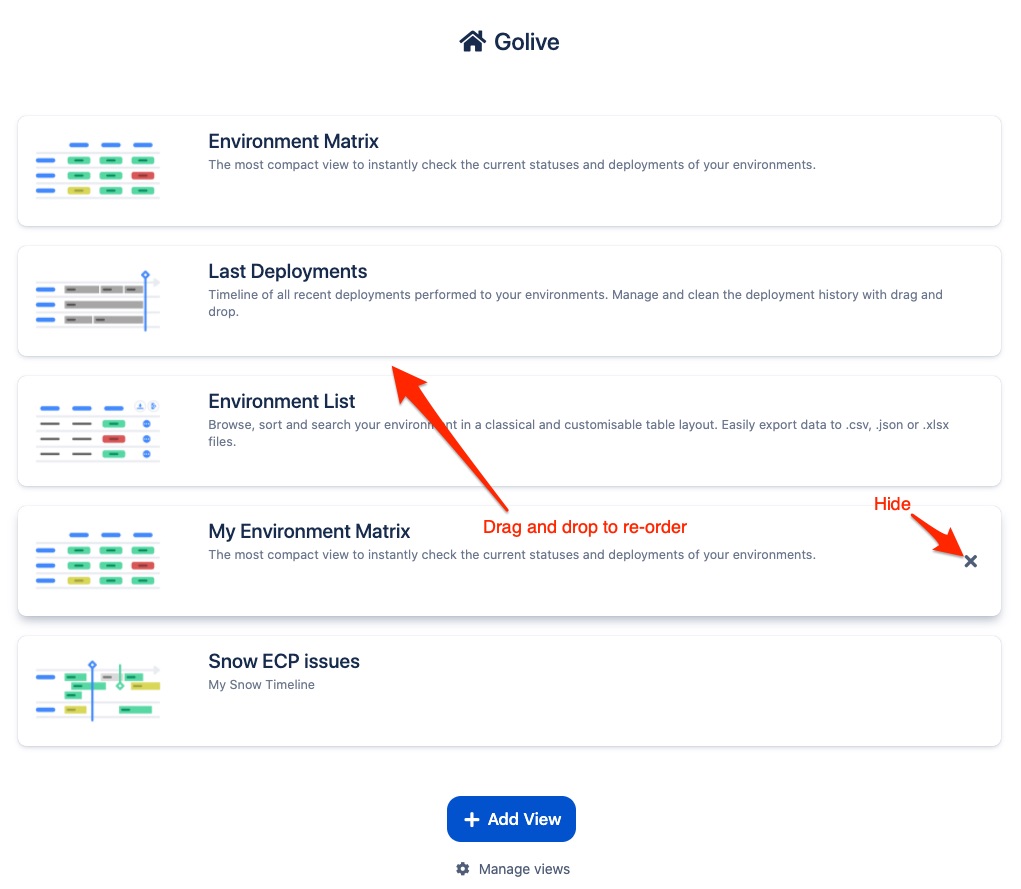 Golive
Environment Matrix
The most compact view to instantly check the current statuses and deployments of your environments.
Last Deployments
Timeline of all recent deployments performed to your environments. Manage and clean the deployment history with drag and
drop.
Environment List
Browse, sort and search your environment in a classical and customisable table layout. Easily export data to .csv, .json or .xlsx
files.
Hide
Drag and drop to re-order
My Environment Matrix
The most compact view to instantly check the current statuses and deployments of your environments.
Snow ECP issues
My Snow Timeline
Add View
Manage views